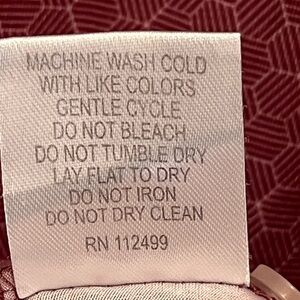 MACHINE WASH COLD
WITH LIKE COLORS
GENTLE CYCLE
DO NOT BLEACH
DO NOT TUMBLE DRY
LAY FLAT TO DRY
DO NOT IRON
DO NOT DRY CLEAN
RN 112499